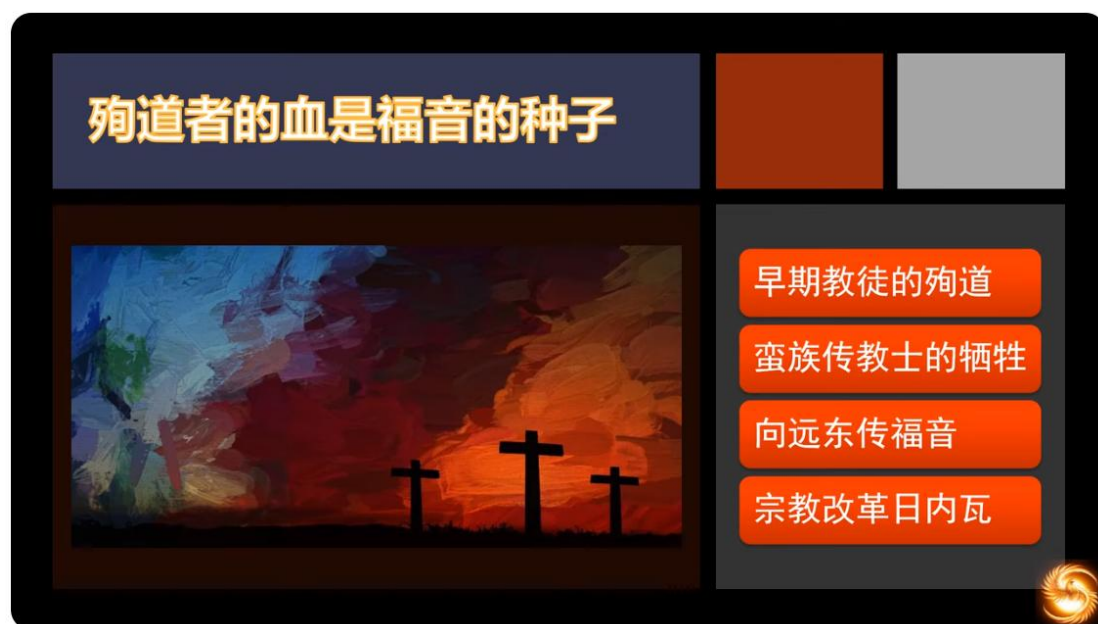 殉道者的血是福音的种子
早期教徒的殉道
蛮族传教士的牺牲
向远东传福音
宗教改革日内瓦